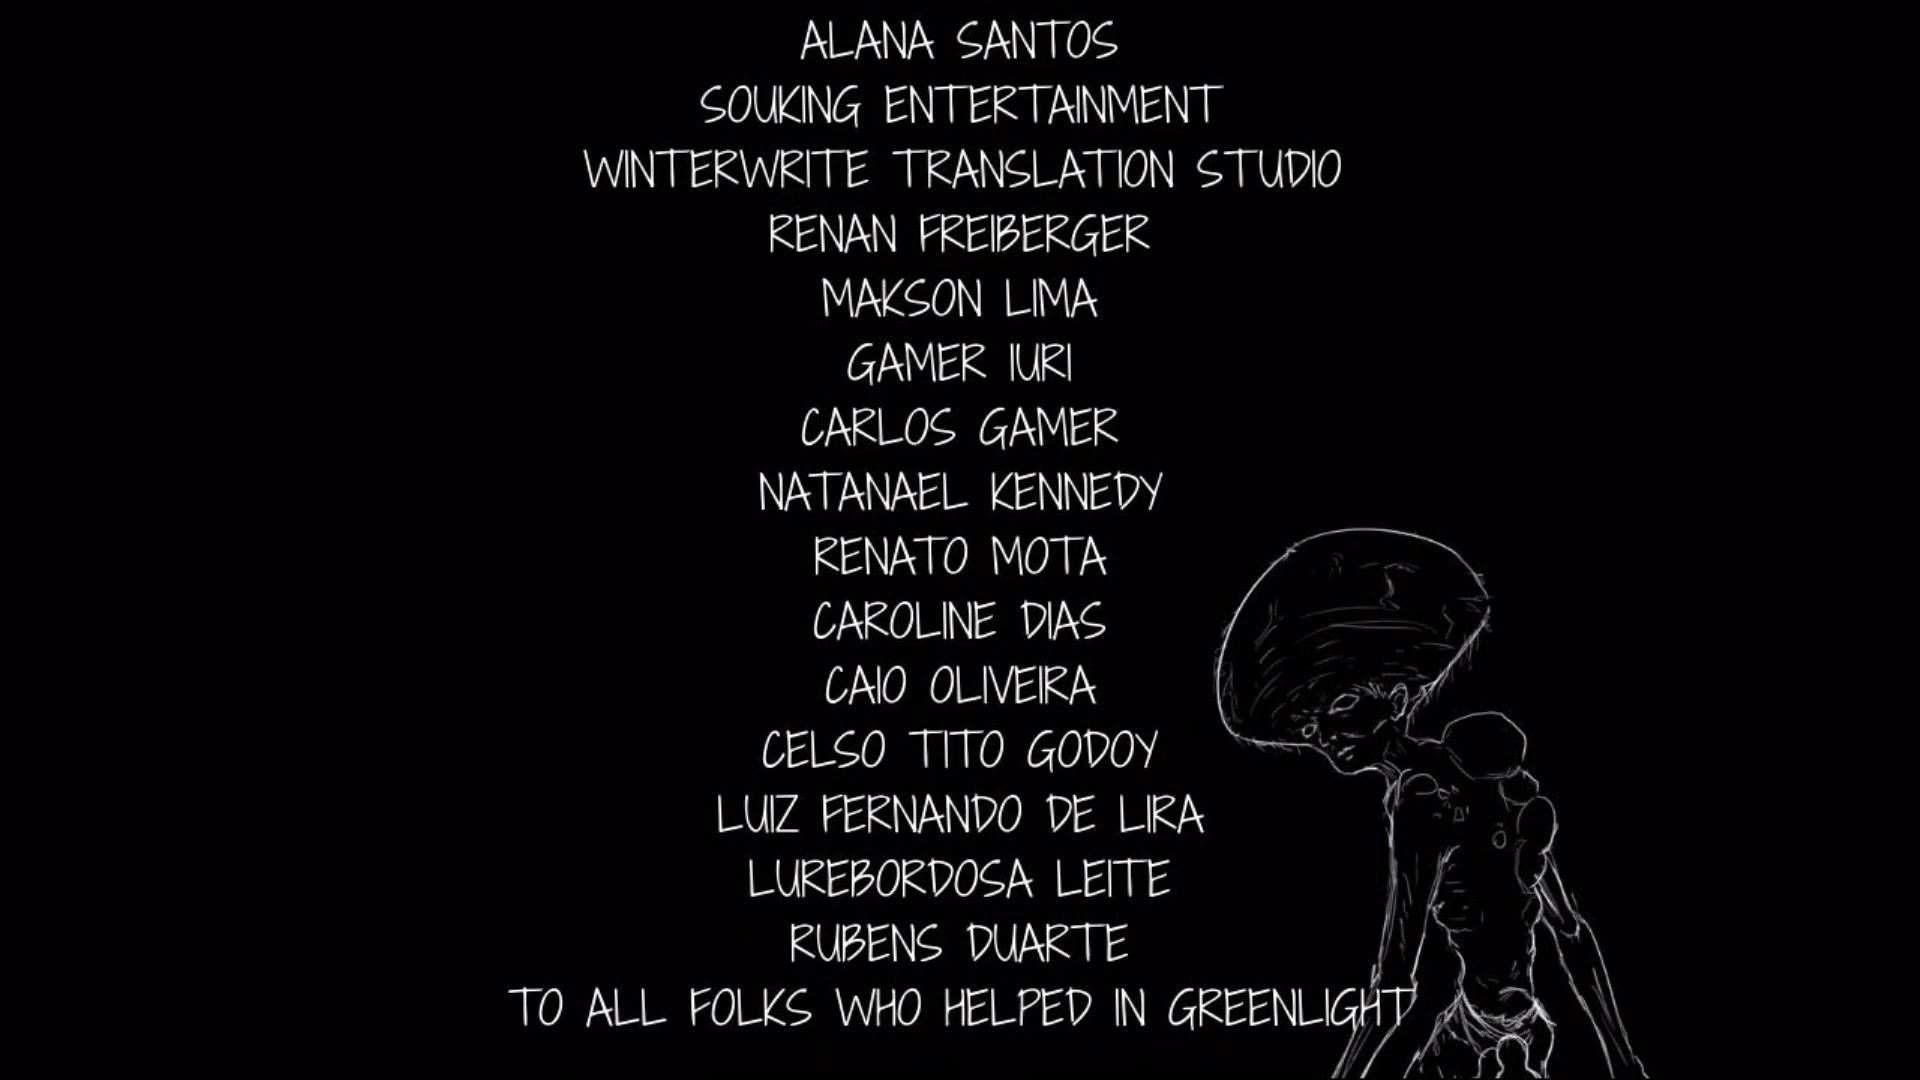 ALANA SANTOS
SOUKING ENTERTAINMENT
WINTERWRITE TRANSLATION STUDIO
RENAN FREIBERGER
MAKSON LIMA
GAMER IURI
CARLOS GAMER
NATANAEL KENNEDY
RENATO MOTA
CAROLINE DIAS
CAIO OLIVEIRA
CELSO TITO GODOY
LUIZ FERNANDO DE LIRA
LUREBORDOSA LEITE
RUBENS DUARTE
TO ALL FOLKS WHO HELPED IN GREENLIGHT